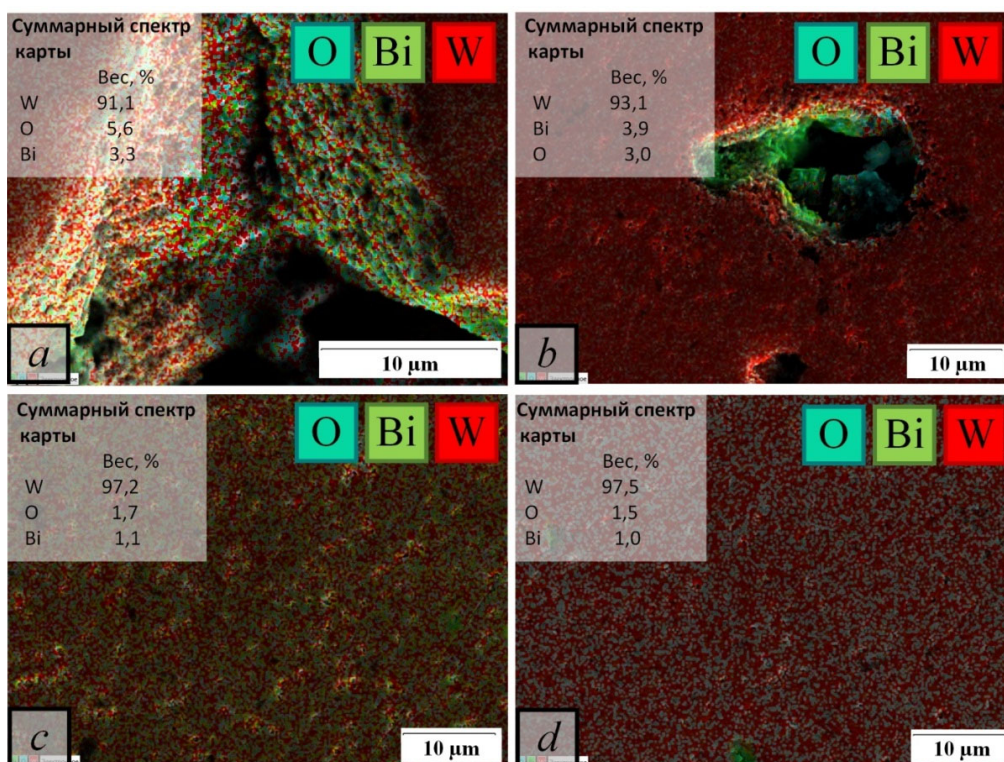 Суммарный спектр
карты
Вес, %
W 91,1
O 5,6
Bi 3,3
O Bi W
a
10 µm
Суммарный спектр
карты
Вес, %
W 93,1
Bi 3,9
O 3,0
O Bi W
b
10 µm
Суммарный спектр
карты
Вес, %
W 97,2
O 1,7
Bi 1,1
O Bi W
c
10 µm
Суммарный спектр
карты
Вес, %
W 97,5
O 1,5
Bi 1,0
O Bi W
d
10 µm